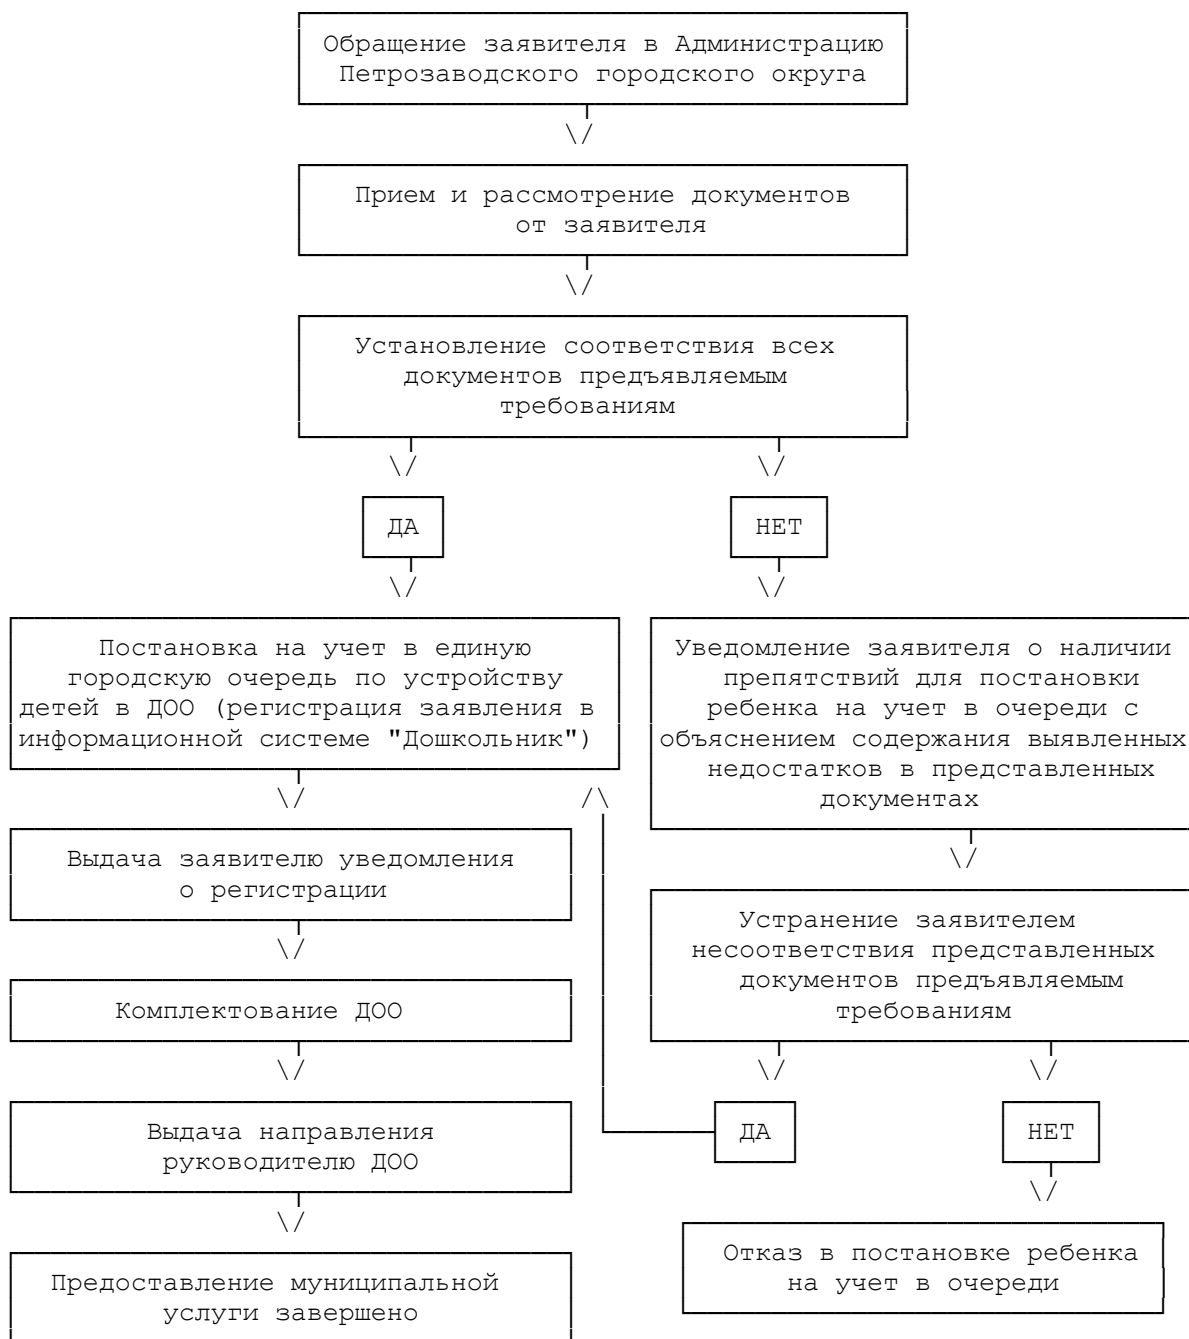 Обращение заявителя в Администрацию
Петрозаводского городского округа
Прием и рассмотрение документов
от заявителя
Установление соответствия всех
документов предъявляемым
требованиям
ДА
НЕТ
Постановка на учет в единую
городскую очередь по устройству
детей в ДОО (регистрация заявления в
информационной системе "Дошкольник")
Уведомление заявителя о наличии
препятствий для постановки
ребенка на учет в очереди с
объяснением содержания выявленных
недостатков в представленных
документах
Выдача заявителю уведомления
о регистрации
Устранение заявителем
несоответствия представленных
документов предъявляемым
требованиям
Комплектование ДОО
ДА
НЕТ
Выдача направления
руководителю ДОО
Отказ в постановке ребенка
на учет в очереди
Предоставление муниципальной
услуги завершено